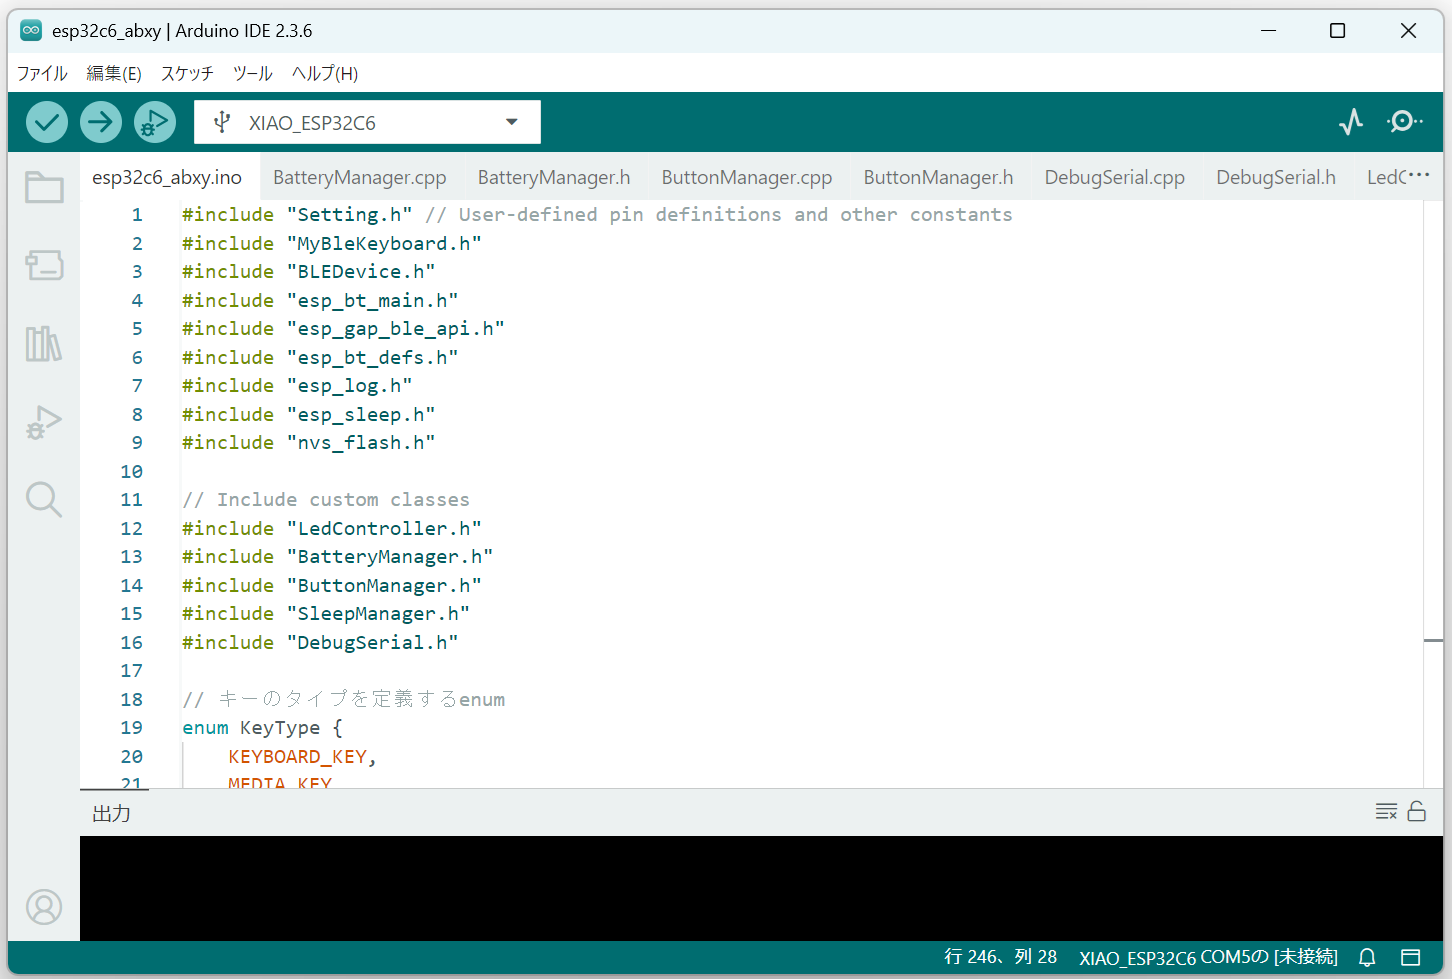 esp32c6_abxy | Arduino IDE 2.3.6
ファイル 編集(E) スケッチ ツール ヘルプ(H)
XIAO_ESP32C6
esp32c6_abxy.ino BatteryManager.cpp BatteryManager.h ButtonManager.cpp ButtonManager.h DebugSerial.cpp DebugSerial.h LedC...
1 #include "Setting.h" // User-defined pin definitions and other constants
2 #include "MyBleKeyboard.h"
3 #include "BLEDevice.h"
4 #include "esp_bt_main.h"
5 #include "esp_gap_ble_api.h"
6 #include "esp_bt_defs.h"
7 #include "esp_log.h"
8 #include "esp_sleep.h"
9 #include "nvs_flash.h"
10
11 // Include custom classes
12 #include "LedController.h"
13 #include "BatteryManager.h"
14 #include "ButtonManager.h"
15 #include "SleepManager.h"
16 #include "DebugSerial.h"
17
18 // キーのタイプを定義するenum
19 enum KeyType {
20 KEYBOARD_KEY,
21 MEDIA_KEY
出力
行 246、列 28 XIAO_ESP32C6 COM5の [未接続]